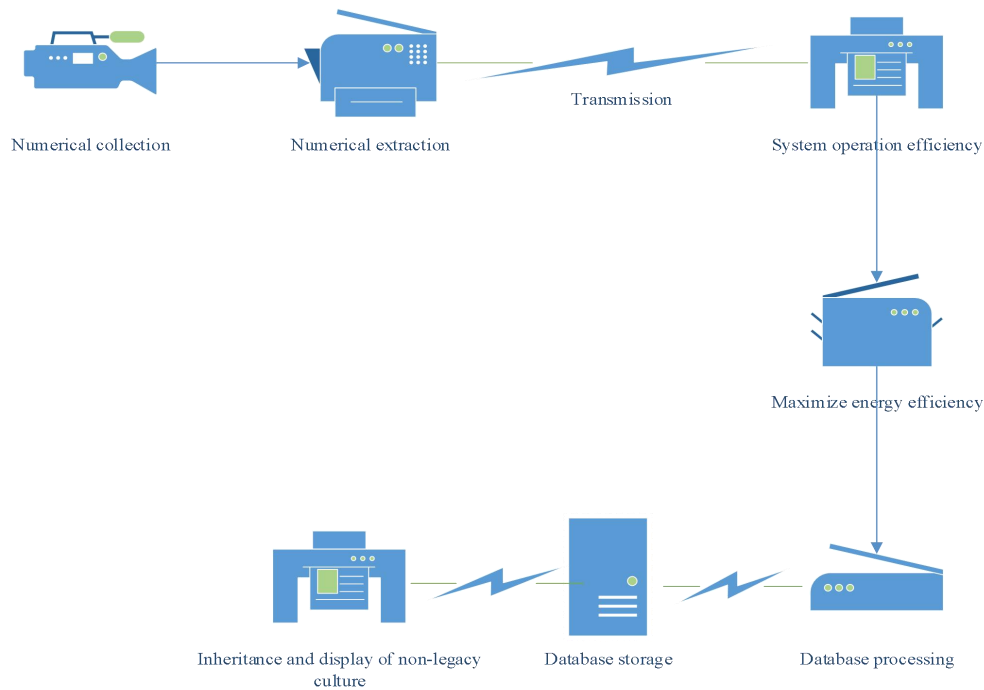 Transmission
Numerical collection
Numerical extraction
System operation efficiency
Maximize energy efficiency
Inheritance and display of non-legacy
culture
Database storage
Database processing